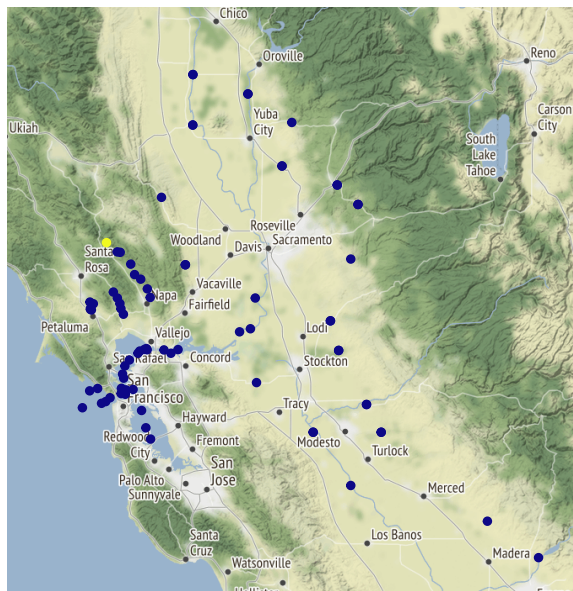 Chico
Oroville
Reno
Ukiah
Yuba
City
Carson
City
South
Lake
Tahoe
Roseville
Woodland
Sacramento
Davis
Santa
Rosa
Vacaville
Napa
Fairfield
Petaluma
Vallejo
Lodi
San Rafael
Concord
Stockton
San
Francisco
Tracy
Hayward
Redwood
City
Fremont
Modesto
Turlock
San
Jose
Palo Alto
Sunnyvale
Merced
Santa
Cruz
Los Banos
Madera
Watsonville